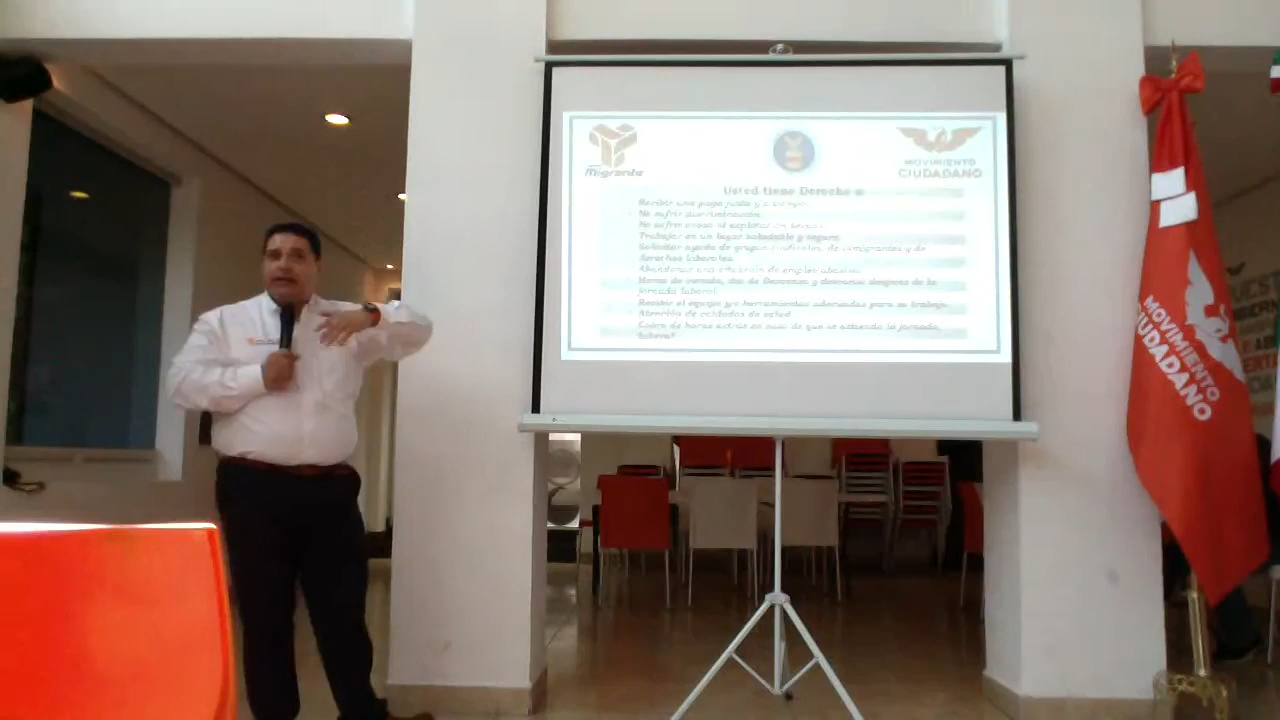 migrante
MOVIMIENTO
CIUDADANO
Usted tiene Derecho a
Recibir una paga justa y a tiempo.
No sufrir discriminación.
No sufrir acoso ni explotación sexual.
Trabajar en un lugar saludable y seguro.
Solicitar ayuda de grupos sindicales, de inmigrantes y de
derechos laborales.
Abandonar una situación de empleo abusiva.
Horas de comida, días de Descanso y descanso después de la
jornada laboral.
Recibir el equipo y/o herramientas adecuadas para su trabajo.
Atención de cuidados de salud
Cobro de horas extras en caso de que se extienda la jornada
laboral
MOVIMIENTO
CIUDADANO